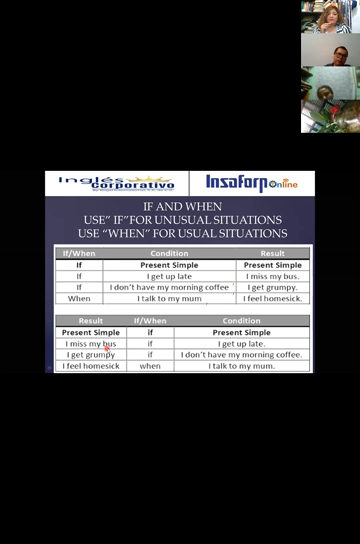 Inglés Corporativo
Insaforp Online
IF AND WHEN
USE" IF"FOR UNUSUAL SITUATIONS
USE "WHEN" FOR USUAL SITUATIONS
If/When Condition Result
If Present Simple Present Simple
If I get up late I miss my bus.
If I don't have my morning coffee I get grumpy.
When I talk to my mum I feel homesick.
Result If/When Condition
Present Simple if Present Simple
I miss my bus if I get up late.
I get grumpy if I don't have my morning coffee.
I feel homesick when I talk to my mum.